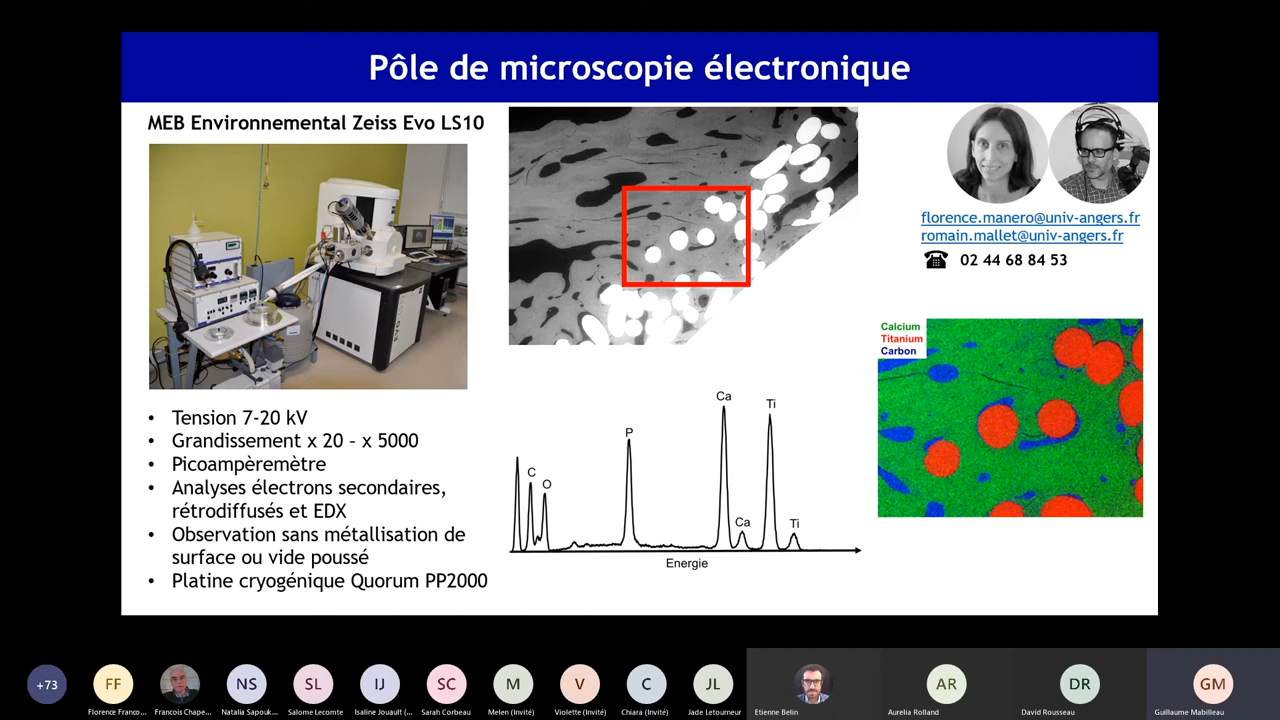 Pôle de microscopie électronique
MEB Environnemental Zeiss Evo LS10
florence.manero@univ-angers.fr
romain.mallet@univ-angers.fr
02 44 68 84 53
Calcium
Titanium
Carbon
• Tension 7-20 kV
• Grandissement x 20 – x 5000
• Picoampèremètre
• Analyses électrons secondaires,
rétrodiffusés et EDX
• Observation sans métallisation de
surface ou vide poussé
• Platine cryogénique Quorum PP2000
C
O
P
Ca
Ca
Ti
Ti
Energie
+73
FF
NS
SL
IJ
SC
M
V
C
JL
AR
DR
GM
Florence Franco...
Francois Chape...
Natalia Sapouk...
Salome Lecomte
Isaline Jouault (...
Sarah Corbeau
Melen (Invité)
Violette (Invité)
Chiara (Invité)
Jade Letourneur
Etienne Belin
Aurelia Rolland
David Rousseau
Guillaume Mabilleau